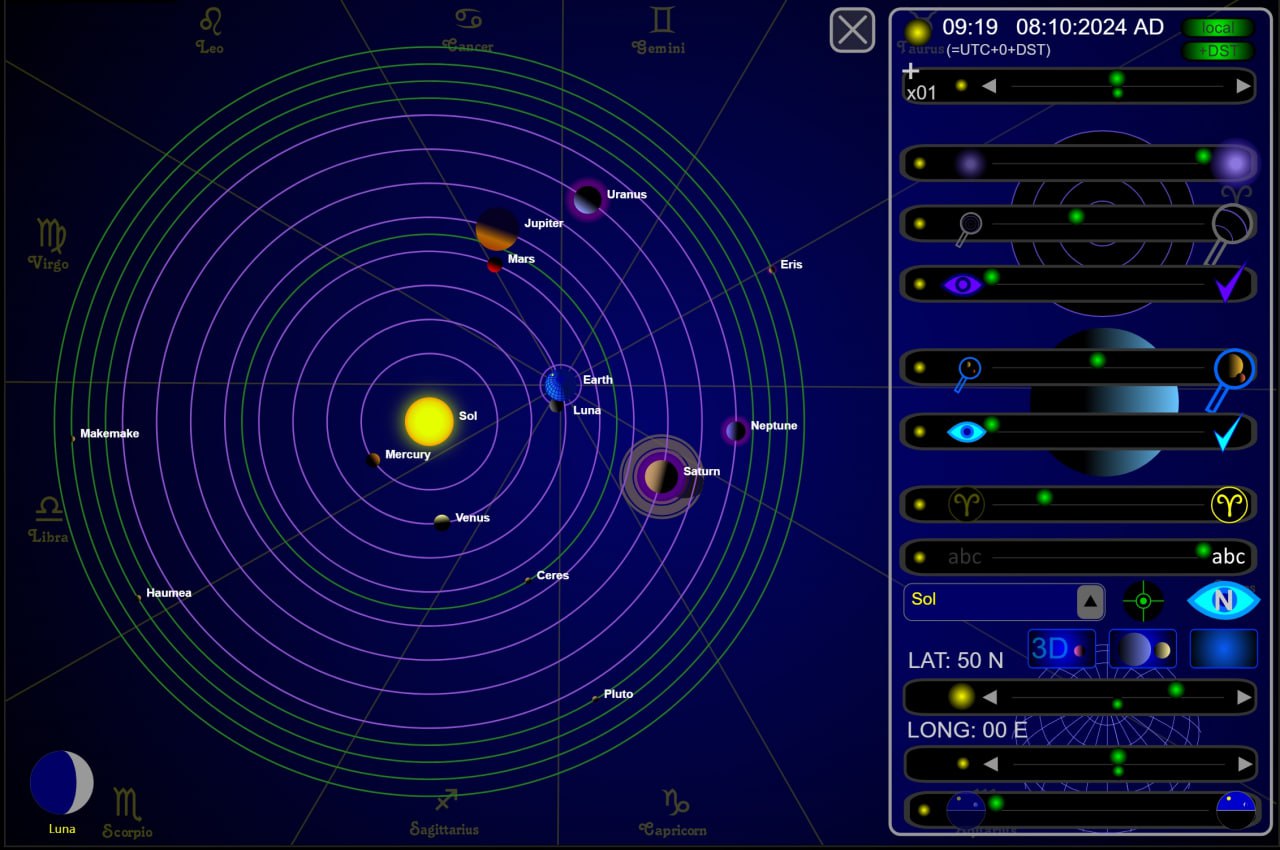 Leo
Cancer
Gemini
Taurus
09:19 08:10:2024 AD
local
(=UTC+0+DST)
+DST
x01
Uranus
Jupiter
Virgo
Mars
Eris
Earth
Luna
Sol
Neptune
Makemake
Mercury
Saturn
Venus
Libra
abc
abc
Ceres
Haumea
Sol
N
3D
LAT: 50 N
Pluto
LONG: 00 E
Luna
Scorpio
Sagittarius
Capricorn
Aquarius